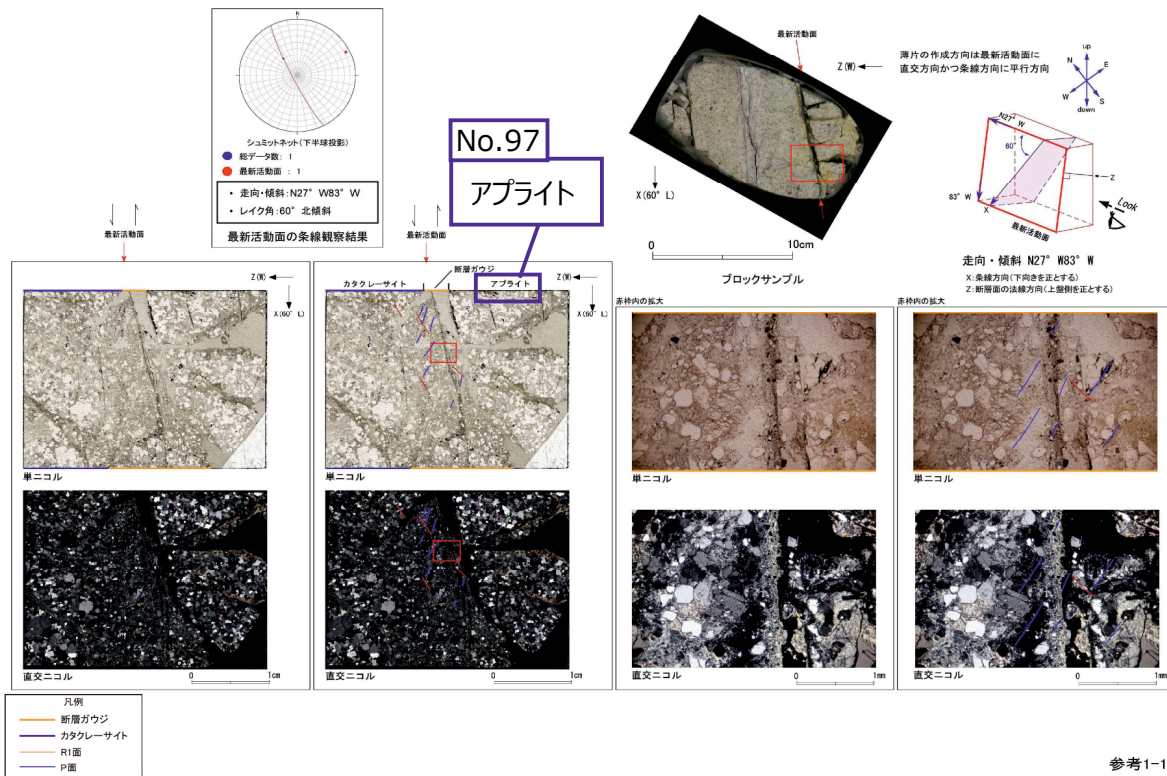 N
シュミットネット(下半球投影)
総データ数: 1
最新活動面 : 1
・ 走向・傾斜:N27° W83° W
・ レイク角:60° 北傾斜
最新活動面の条線観察結果
No.97
アプライト
最新活動面
Z(W)
X(60° L)
0 10cm
ブロックサンプル
薄片の作成方向は最新活動面に
直交方向かつ条線方向に平行方向
up
N
E
W
S
down
N27° W
60°
83° W
X
Z
Look
最新活動面
走向・傾斜 N27° W83° W
X:条線方向(下向きを正とする)
Z:断層面の法線方向(上盤側を正とする)
最新活動面
Z(W)
X(60° L)
単ニコル
直交ニコル
0 1cm
最新活動面
断層ガウジ
カタクレーサイト
アプライト
Z(W)
X(60° L)
単ニコル
直交ニコル
0 1cm
赤枠内の拡大
単ニコル
直交ニコル
0 1mm
赤枠内の拡大
単ニコル
直交ニコル
0 1mm
凡例
断層ガウジ
カタクレーサイト
R1面
P面
参考1-1